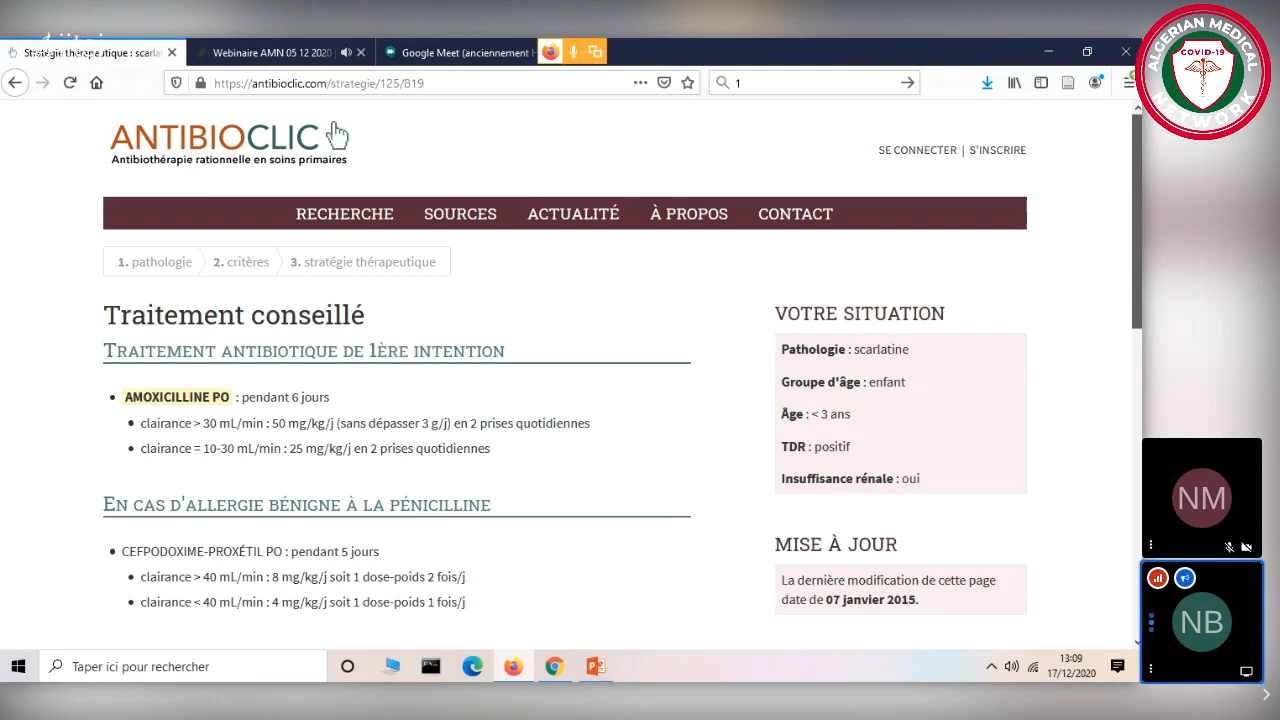 Stratégie thérapeutique : scarlat
Webinaire AMN 05 12 2020
Google Meet (anciennement H
https://antibioclic.com/strategie/125/819
1
ALGERIAN MEDICAL NETWORK
COVID-19
ANTIBIOCLIC
Antibiothérapie rationnelle en soins primaires
SE CONNECTER | S'INSCRIRE
RECHERCHE SOURCES ACTUALITÉ À PROPOS CONTACT
1. pathologie 2. critères 3. stratégie thérapeutique
Traitement conseillé
TRAITEMENT ANTIBIOTIQUE DE 1ÈRE INTENTION
AMOXICILLINE PO : pendant 6 jours
clairance > 30 mL/min : 50 mg/kg/j (sans dépasser 3 g/j) en 2 prises quotidiennes
clairance = 10-30 mL/min : 25 mg/kg/j en 2 prises quotidiennes
EN CAS D'ALLERGIE BÉNIGNE À LA PÉNICILLINE
CEFPODOXIME-PROXÉTIL PO : pendant 5 jours
clairance > 40 mL/min : 8 mg/kg/j soit 1 dose-poids 2 fois/j
clairance < 40 mL/min : 4 mg/kg/j soit 1 dose-poids 1 fois/j
VOTRE SITUATION
Pathologie : scarlatine
Groupe d'âge : enfant
Âge : < 3 ans
TDR : positif
Insuffisance rénale : oui
MISE À JOUR
La dernière modification de cette page
date de 07 janvier 2015.
NM
NB
Taper ici pour rechercher
13:09
17/12/2020